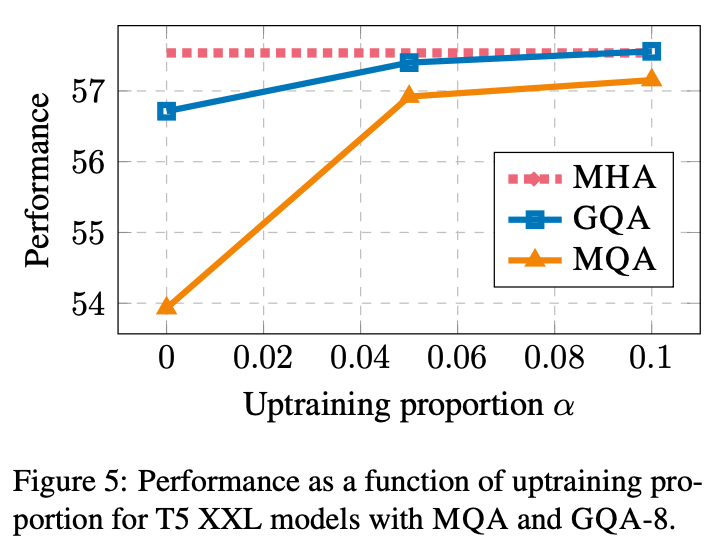 57
56
55
54
Performance
MHA
GQA
MQA
0 0.02 0.04 0.06 0.08 0.1
Uptraining proportion α
Figure 5: Performance as a function of uptraining pro-
portion for T5 XXL models with MQA and GQA-8.